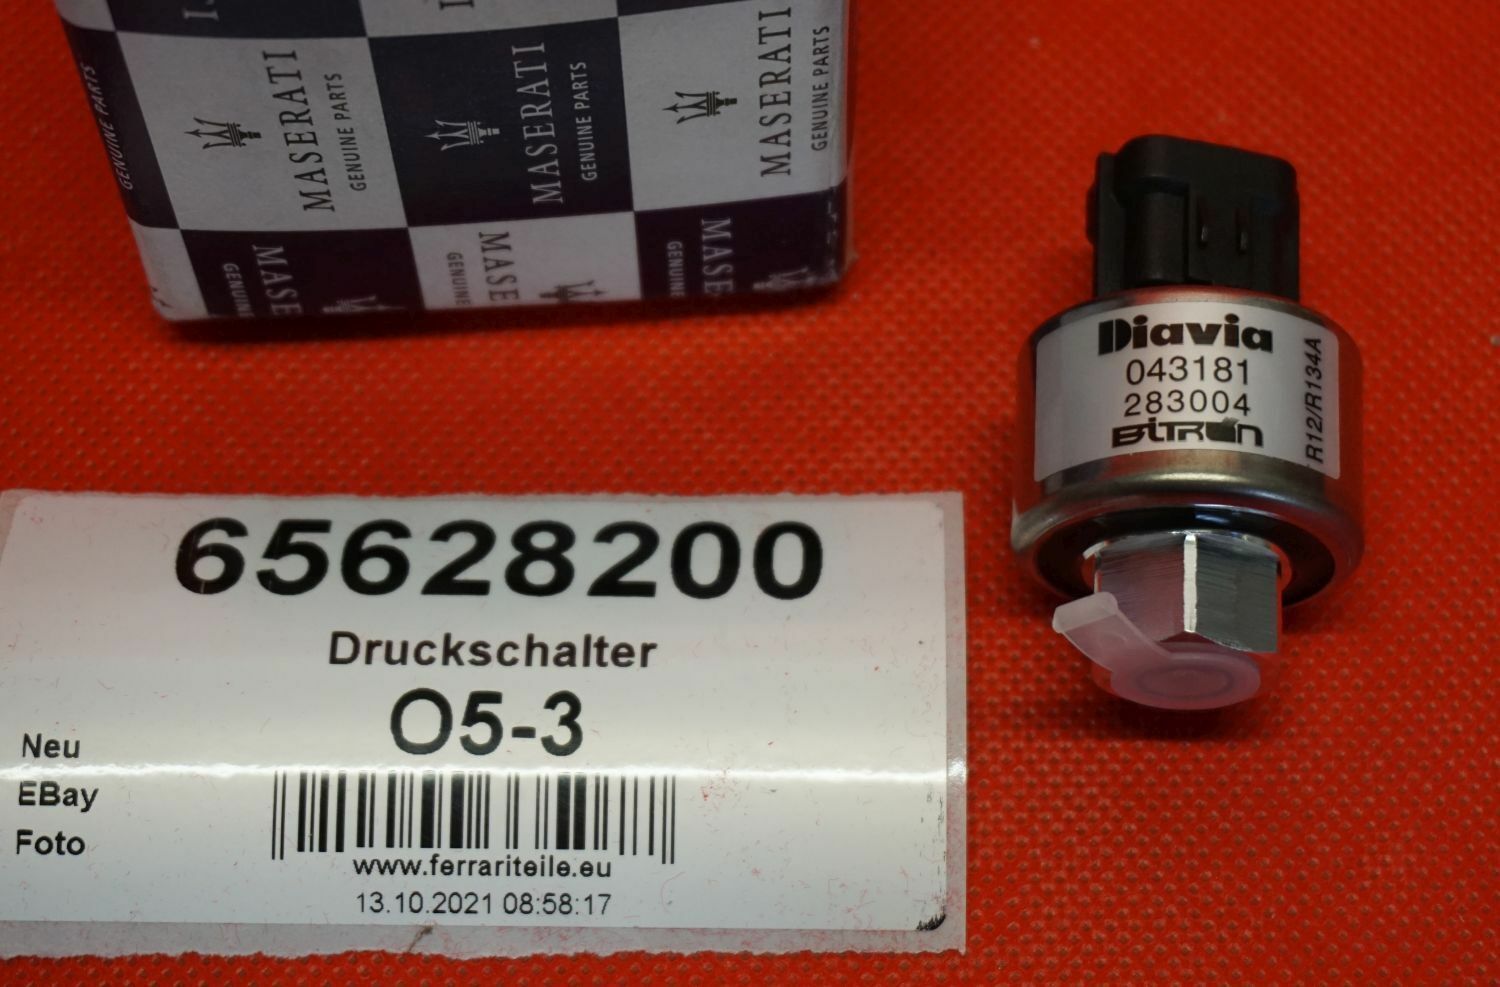 GENUINE PARTS
MASERATI
GENUINE PARTS
MASERATI
GENUINE PARTS
MASERATI
GENUINE PARTS
GENUINE
MASE
GENUINE
MASE
GENUINE
MASE
Diavia
043181
283004
BITRON
R12/R134A
65628200
Druckschalter
O5-3
Neu
EBay
Foto
www.ferrariteile.eu
13.10.2021 08:58:17